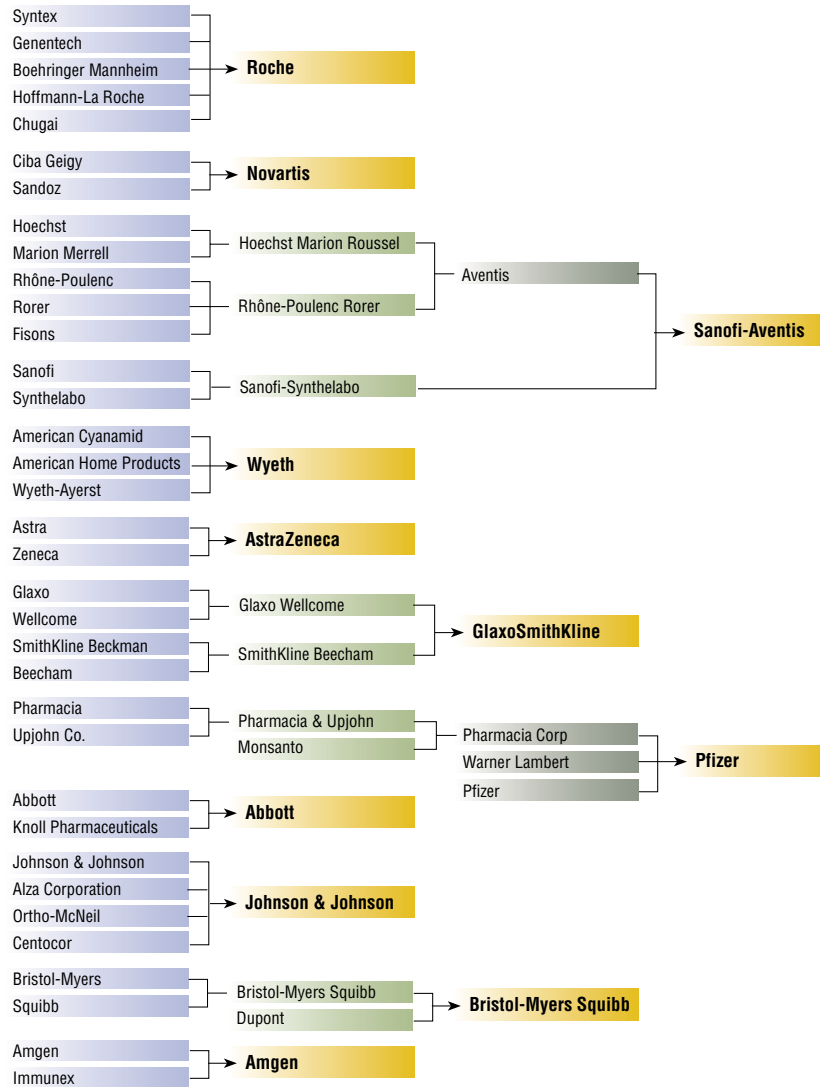 Syntex
Genentech
Boehringer Mannheim
Hoffmann-La Roche
Chugai
Roche
Ciba Geigy
Sandoz
Novartis
Hoechst
Marion Merrell
Rhône-Poulenc
Rorer
Fisons
Hoechst Marion Roussel
Rhône-Poulenc Rorer
Aventis
Sanofi
Synthelabo
Sanofi-Synthelabo
Sanofi-Aventis
American Cyanamid
American Home Products
Wyeth-Ayerst
Wyeth
Astra
Zeneca
AstraZeneca
Glaxo
Wellcome
SmithKline Beckman
Beecham
Glaxo Wellcome
SmithKline Beecham
GlaxoSmithKline
Pharmacia
Upjohn Co.
Pharmacia & Upjohn
Monsanto
Pharmacia Corp
Warner Lambert
Pfizer
Pfizer
Abbott
Knoll Pharmaceuticals
Abbott
Johnson & Johnson
Alza Corporation
Ortho-McNeil
Centocor
Johnson & Johnson
Bristol-Myers
Squibb
Bristol-Myers Squibb
Dupont
Bristol-Myers Squibb
Amgen
Immunex
Amgen